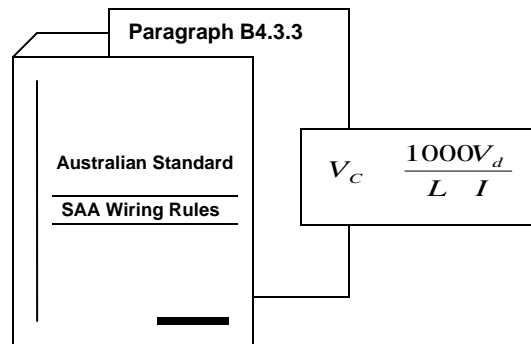 Paragraph B4.3.3
Australian Standard
SAA Wiring Rules
V_C 1000V_d
L I